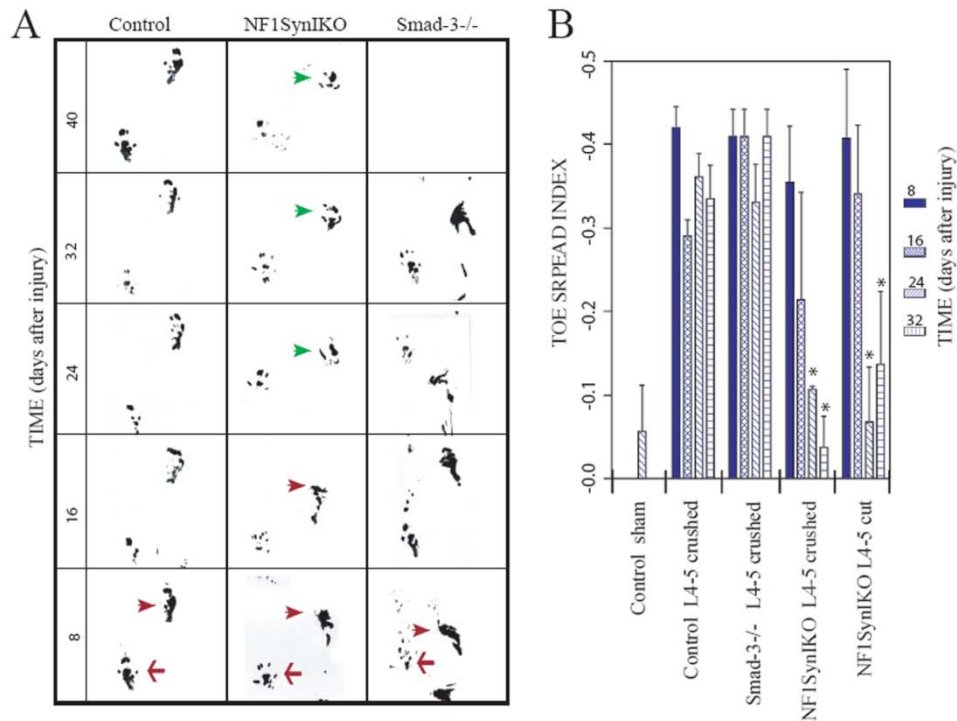 A
Control
NF1SynIKO
Smad-3-/-
TIME (days after injury)
40
32
24
16
8
B
TOE SRPEAD INDEX
-0.5
-0.4
-0.3
-0.2
-0.1
-0.0
*
*
*
*
Control sham
Control L4-5 crushed
Smad-3-/- L4-5 crushed
NF1SynIKO L4-5 crushed
NF1SynIKO L4-5 cut
8
16
24
32
TIME (days after injury)